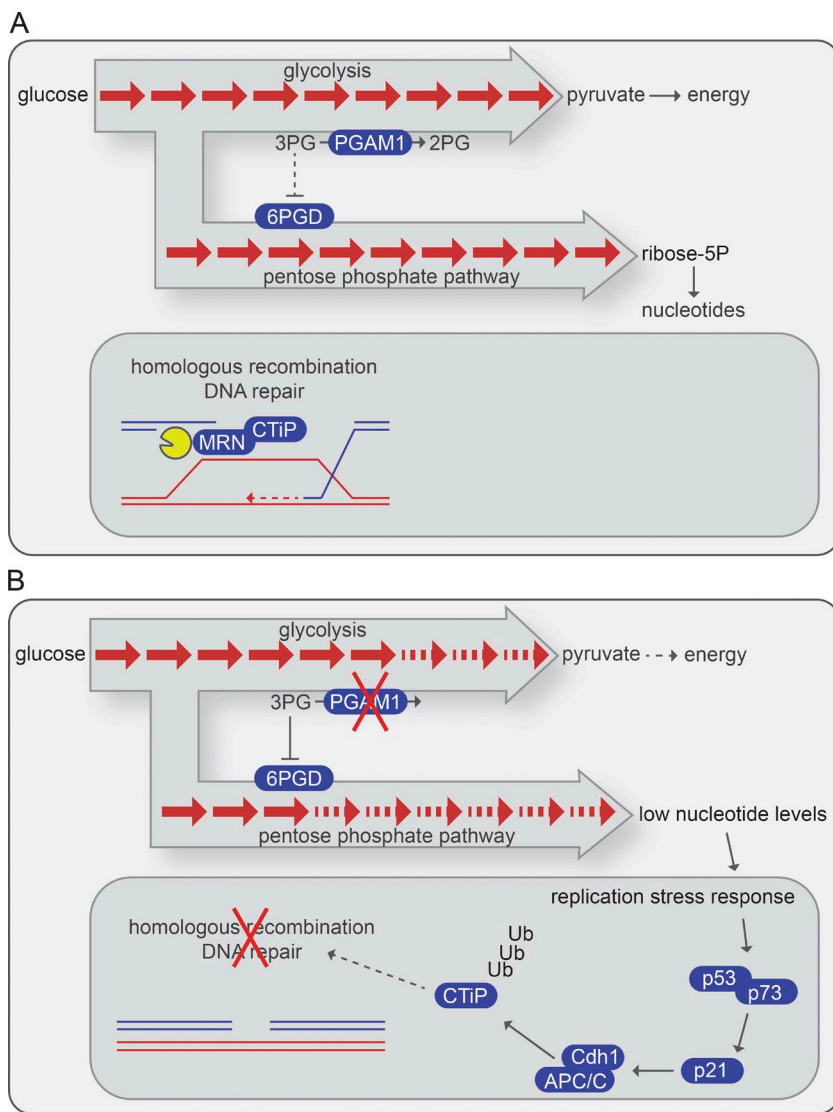 A
glycolysis
glucose
pyruvate
energy
3PG
PGAM1
2PG
6PGD
pentose phosphate pathway
ribose-5P
nucleotides
homologous recombination
DNA repair
MRN
CTiP
B
glycolysis
glucose
pyruvate
energy
3PG
PGAM1
6PGD
pentose phosphate pathway
low nucleotide levels
replication stress response
homologous recombination
DNA repair
Ub
Ub
Ub
CTiP
p53
p73
p21
Cdh1
APC/C